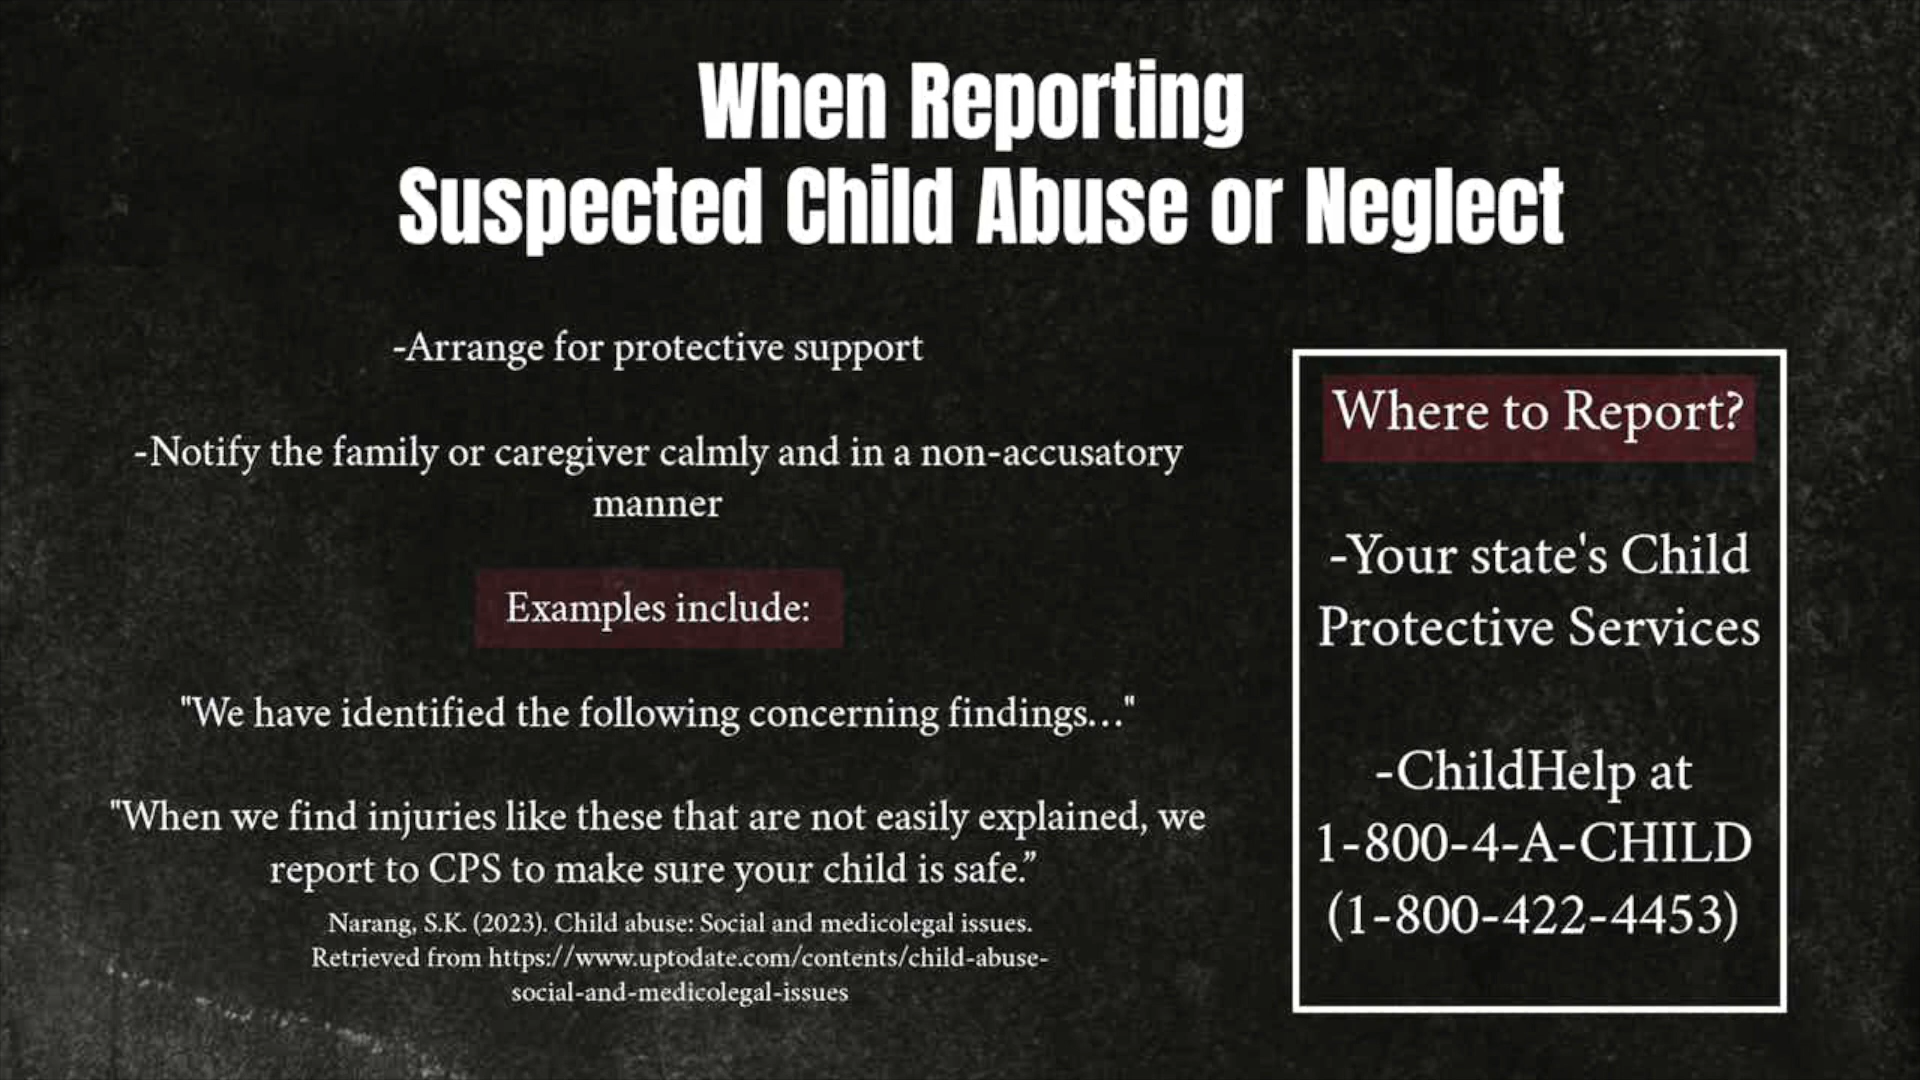 When Reporting
Suspected Child Abuse or Neglect
-Arrange for protective support
-Notify the family or caregiver calmly and in a non-accusatory
manner
Examples include:
"We have identified the following concerning findings…"
"When we find injuries like these that are not easily explained, we
report to CPS to make sure your child is safe.”
Narang, S.K. (2023). Child abuse: Social and medicolegal issues.
Retrieved from https://www.uptodate.com/contents/child-abuse-
social-and-medicolegal-issues
Where to Report?
-Your state's Child
Protective Services
-ChildHelp at
1-800-4-A-CHILD
(1-800-422-4453)